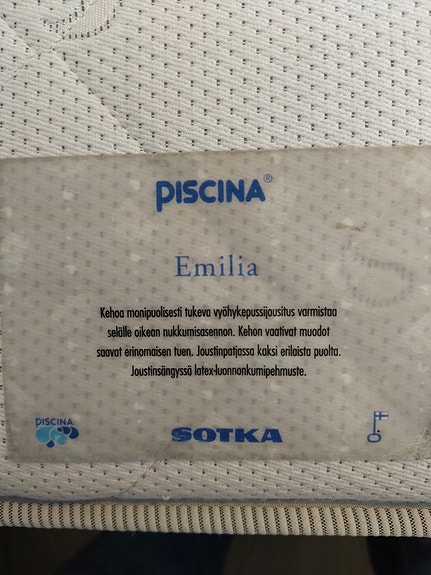 PISCINA®
Emilia
Kehoa monipuolisesti tukeva vyöhykepussijousitus varmistaa
selälle oikean nukkumisasennon. Kehon vaativat muodot
saavat erinomaisen tuen. Joustinpatjassa kaksi erilaista puolta.
Joustinsängyssä latex-luonnonkumipehmuste.
PISCINA
SOTKA